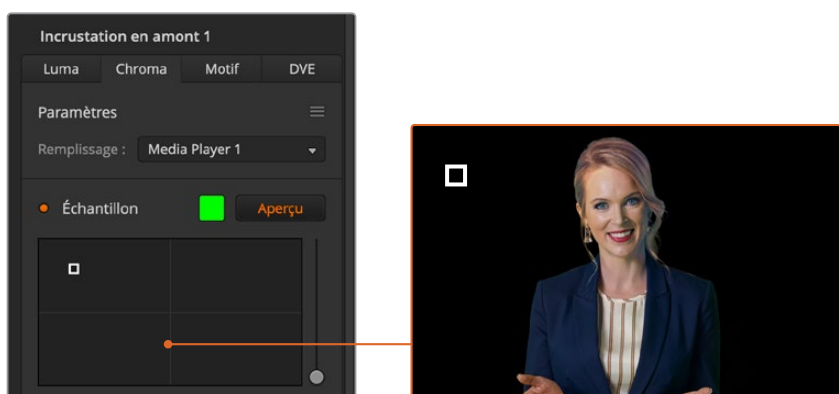 Incrustation en amont 1
Luma Chroma Motif DVE
Paramètres
Remplissage : Media Player 1
Échantillon Aperçu